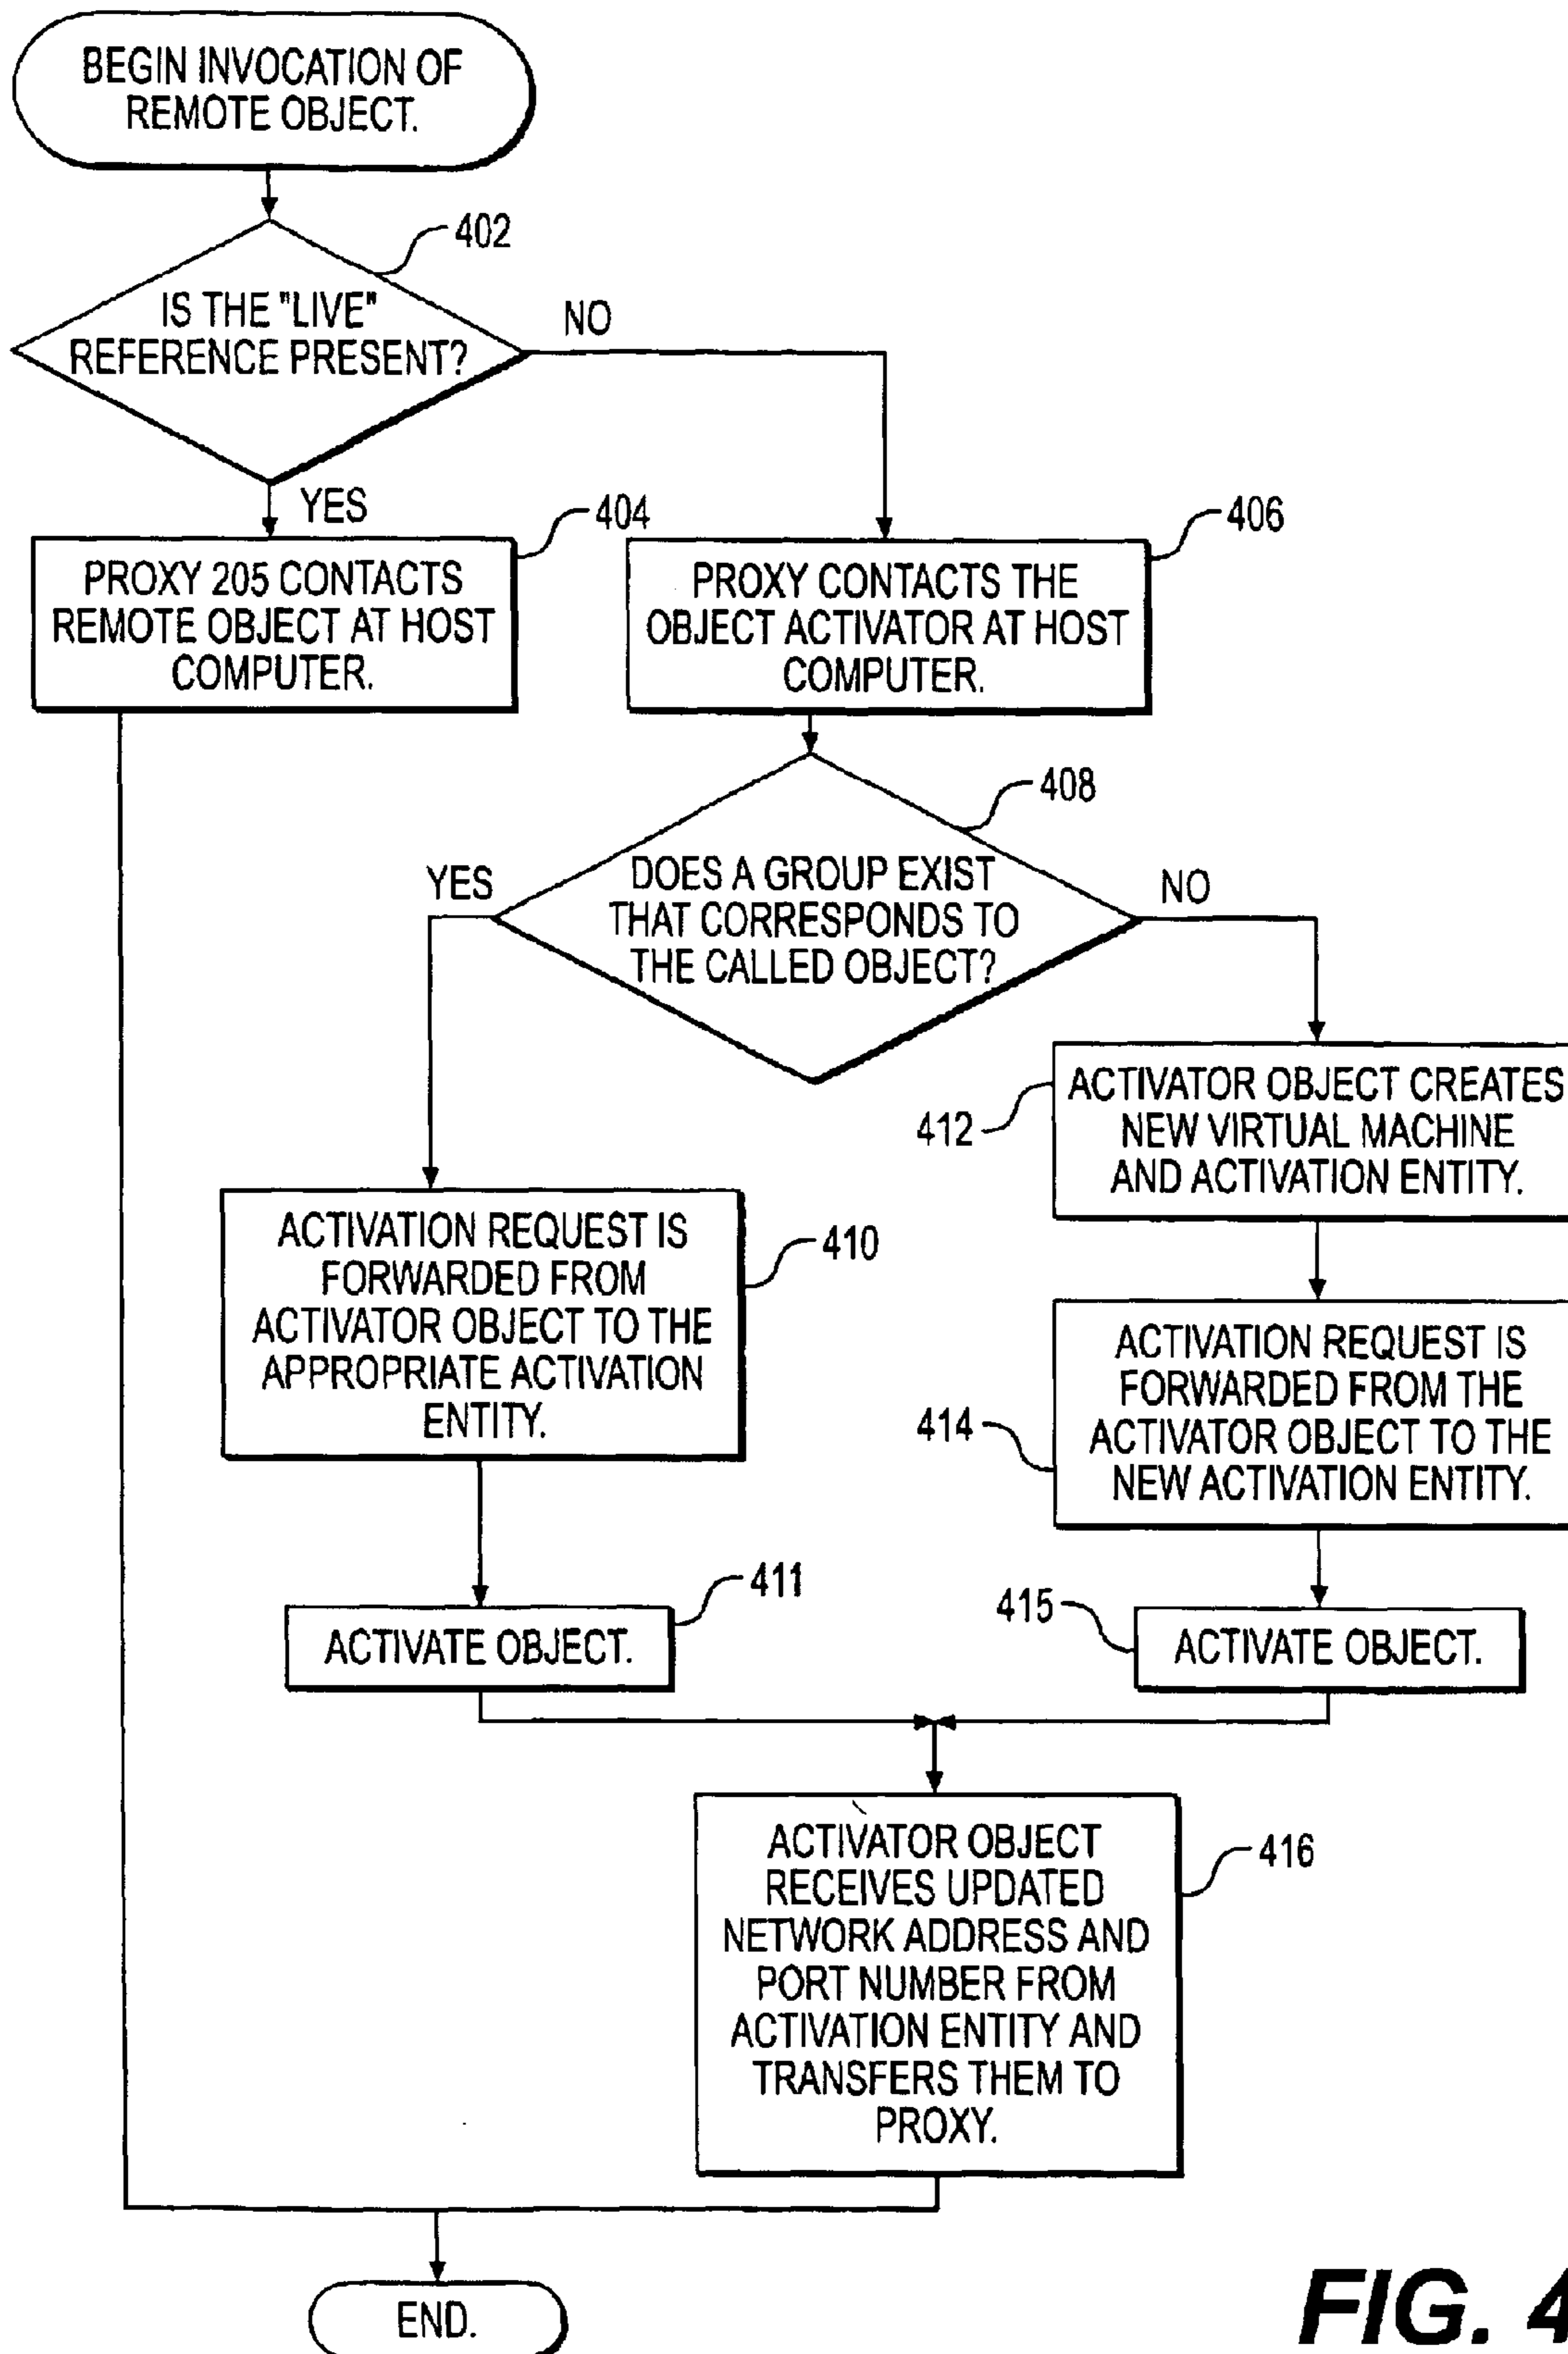 BEGIN INVOCATION OF
REMOTE OBJECT.
402
IS THE "LIVE"
REFERENCE PRESENT?
NO
YES
404
PROXY 205 CONTACTS
REMOTE OBJECT AT HOST
COMPUTER.
406
PROXY CONTACTS THE
OBJECT ACTIVATOR AT HOST
COMPUTER.
408
DOES A GROUP EXIST
THAT CORRESPONDS TO
THE CALLED OBJECT?
YES
NO
412
ACTIVATOR OBJECT CREATES
NEW VIRTUAL MACHINE
AND ACTIVATION ENTITY.
410
ACTIVATION REQUEST IS
FORWARDED FROM
ACTIVATOR OBJECT TO THE
APPROPRIATE ACTIVATION
ENTITY.
414
ACTIVATION REQUEST IS
FORWARDED FROM THE
ACTIVATOR OBJECT TO THE
NEW ACTIVATION ENTITY.
411
ACTIVATE OBJECT.
415
ACTIVATE OBJECT.
416
ACTIVATOR OBJECT
RECEIVES UPDATED
NETWORK ADDRESS AND
PORT NUMBER FROM
ACTIVATION ENTITY AND
TRANSFERS THEM TO
PROXY.
END.
FIG. 4